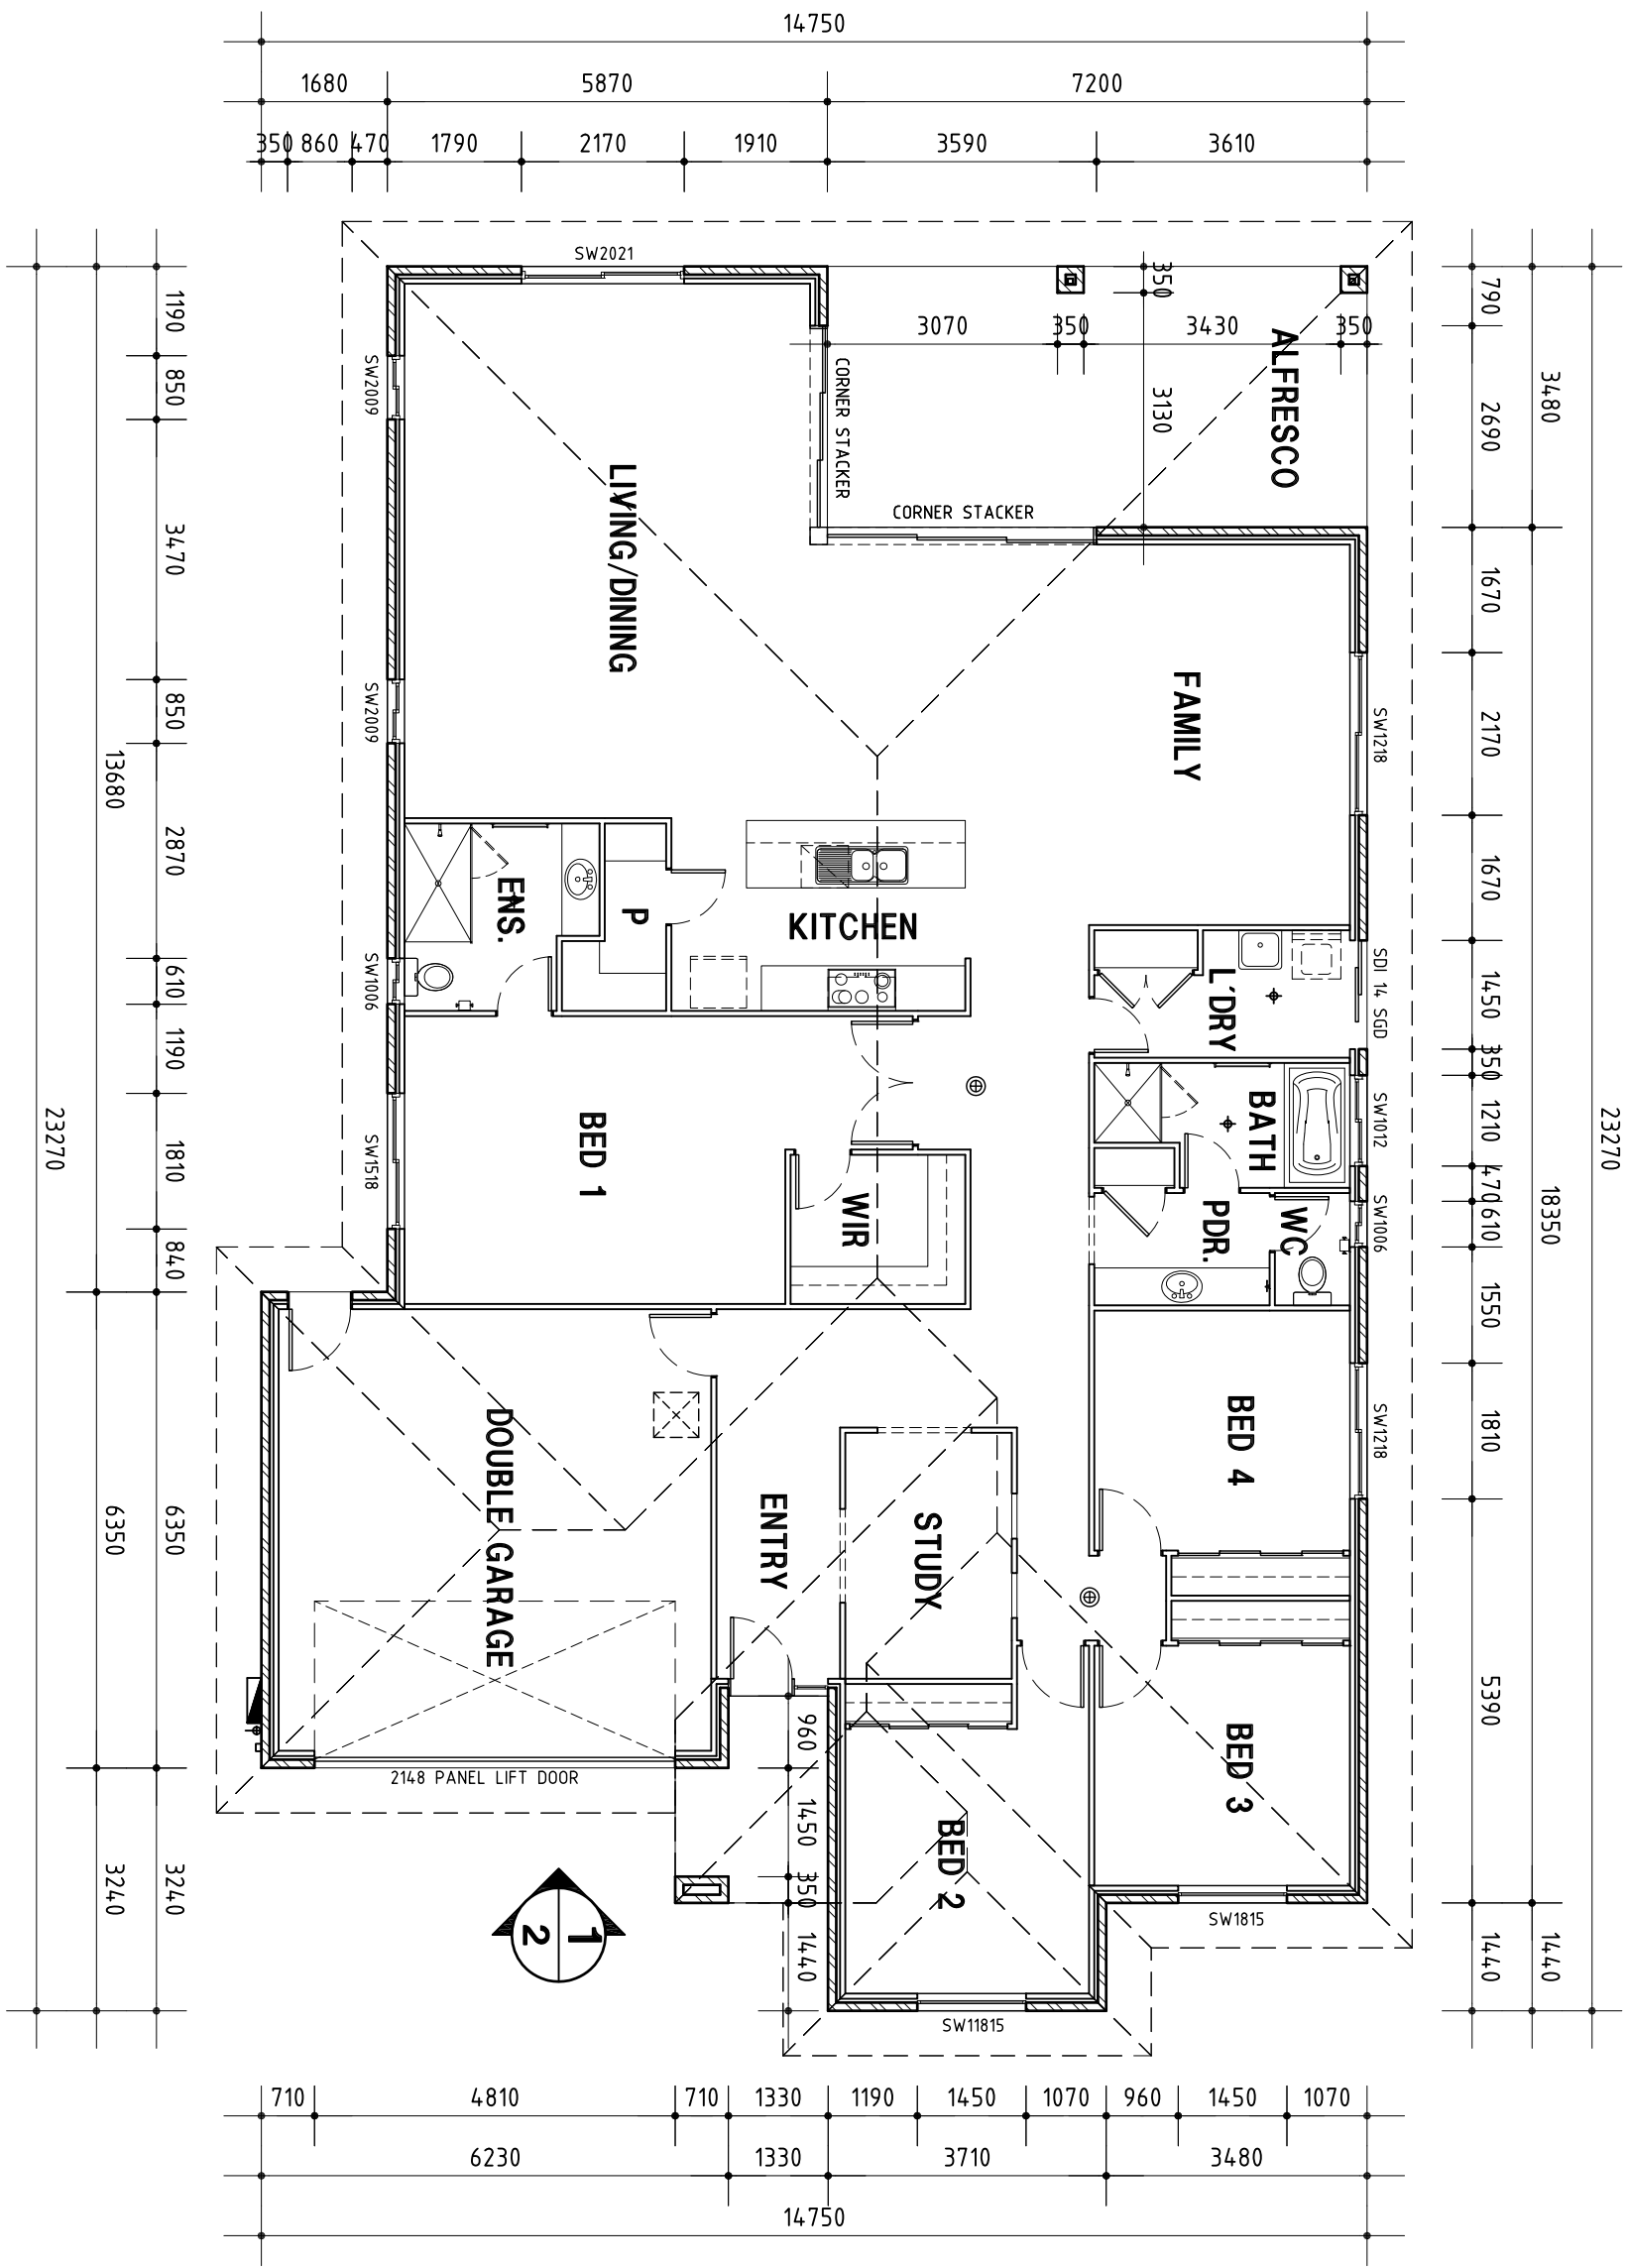 14750
1680 5870 7200
350 860 470 1790 2170 1910 3590 3610
SW2021
350
3070 350 3430 350
3130
ALFRESCO
CORNER STACKER
CORNER STACKER
LIVING/DINING
FAMILY
SW2009
SW2009
SW1006
SW1518
SW1218
SDI 14 SGD
SW1012
SW1006
SW1218
ENS.
P
KITCHEN
L'DRY
BATH
BED 1
WIR
PDR.
WC
BED 4
DOUBLE GARAGE
ENTRY
STUDY
BED 3
BED 2
2148 PANEL LIFT DOOR
960
1450
350
1440
SW1815
SW11815
1
2
1190 850 3470 850 2870 610 1190 1810 840 6350 3240
13680 6350 3240
23270
790 2690 1670 2170 1670 1450 350 1210 470 610 1550 1810 5390 1440
3480 18350 1440
23270
710 4810 710 1330 1190 1450 1070 960 1450 1070
6230 1330 3710 3480
14750